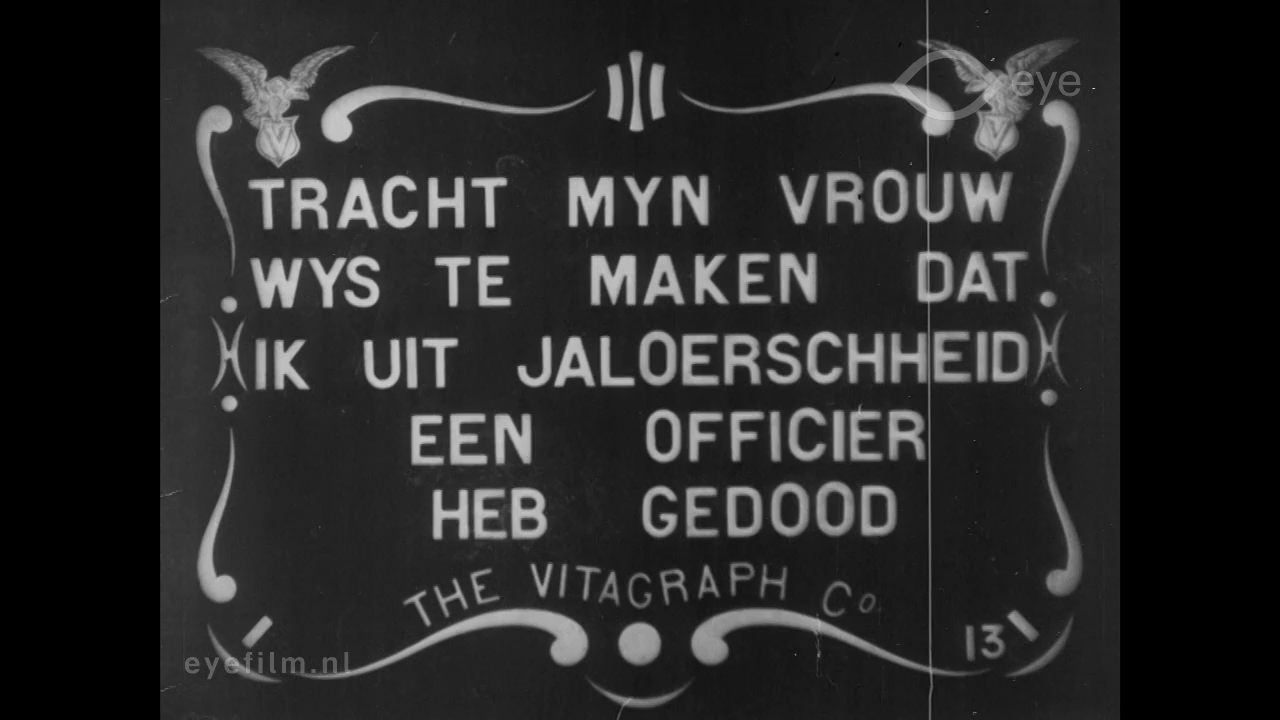 eye
TRACHT MYN VROUW
WYS TE MAKEN DAT
IK UIT JALOERSCHHEID
EEN OFFICIER
HEB GEDOOD
THE VITAGRAPH Co.
13
eyefilm.nl